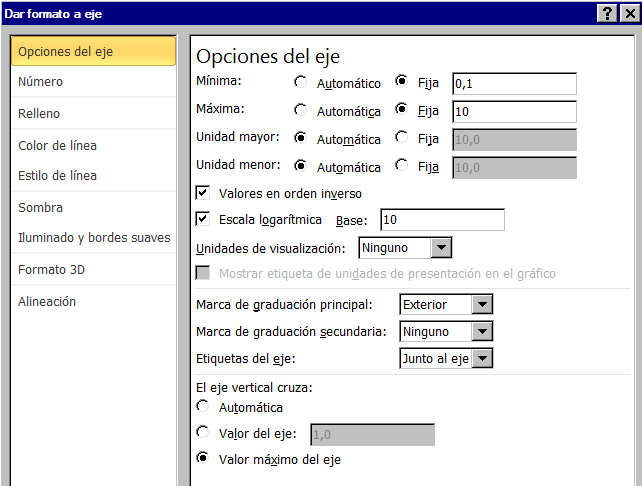 Dar formato a eje
Opciones del eje
Número
Relleno
Color de línea
Estilo de línea
Sombra
Iluminado y bordes suaves
Formato 3D
Alineación
Opciones del eje
Mínima: Automático Fija 0,1
Máxima: Automática Fija 10
Unidad mayor: Automática Fija 10,0
Unidad menor: Automática Fija 10,0
Valores en orden inverso
Escala logarítmica Base: 10
Unidades de visualización: Ninguno
Mostrar etiqueta de unidades de presentación en el gráfico
Marca de graduación principal: Exterior
Marca de graduación secundaria: Ninguno
Etiquetas del eje: Junto al eje
El eje vertical cruza:
Automática
Valor del eje: 1,0
Valor máximo del eje